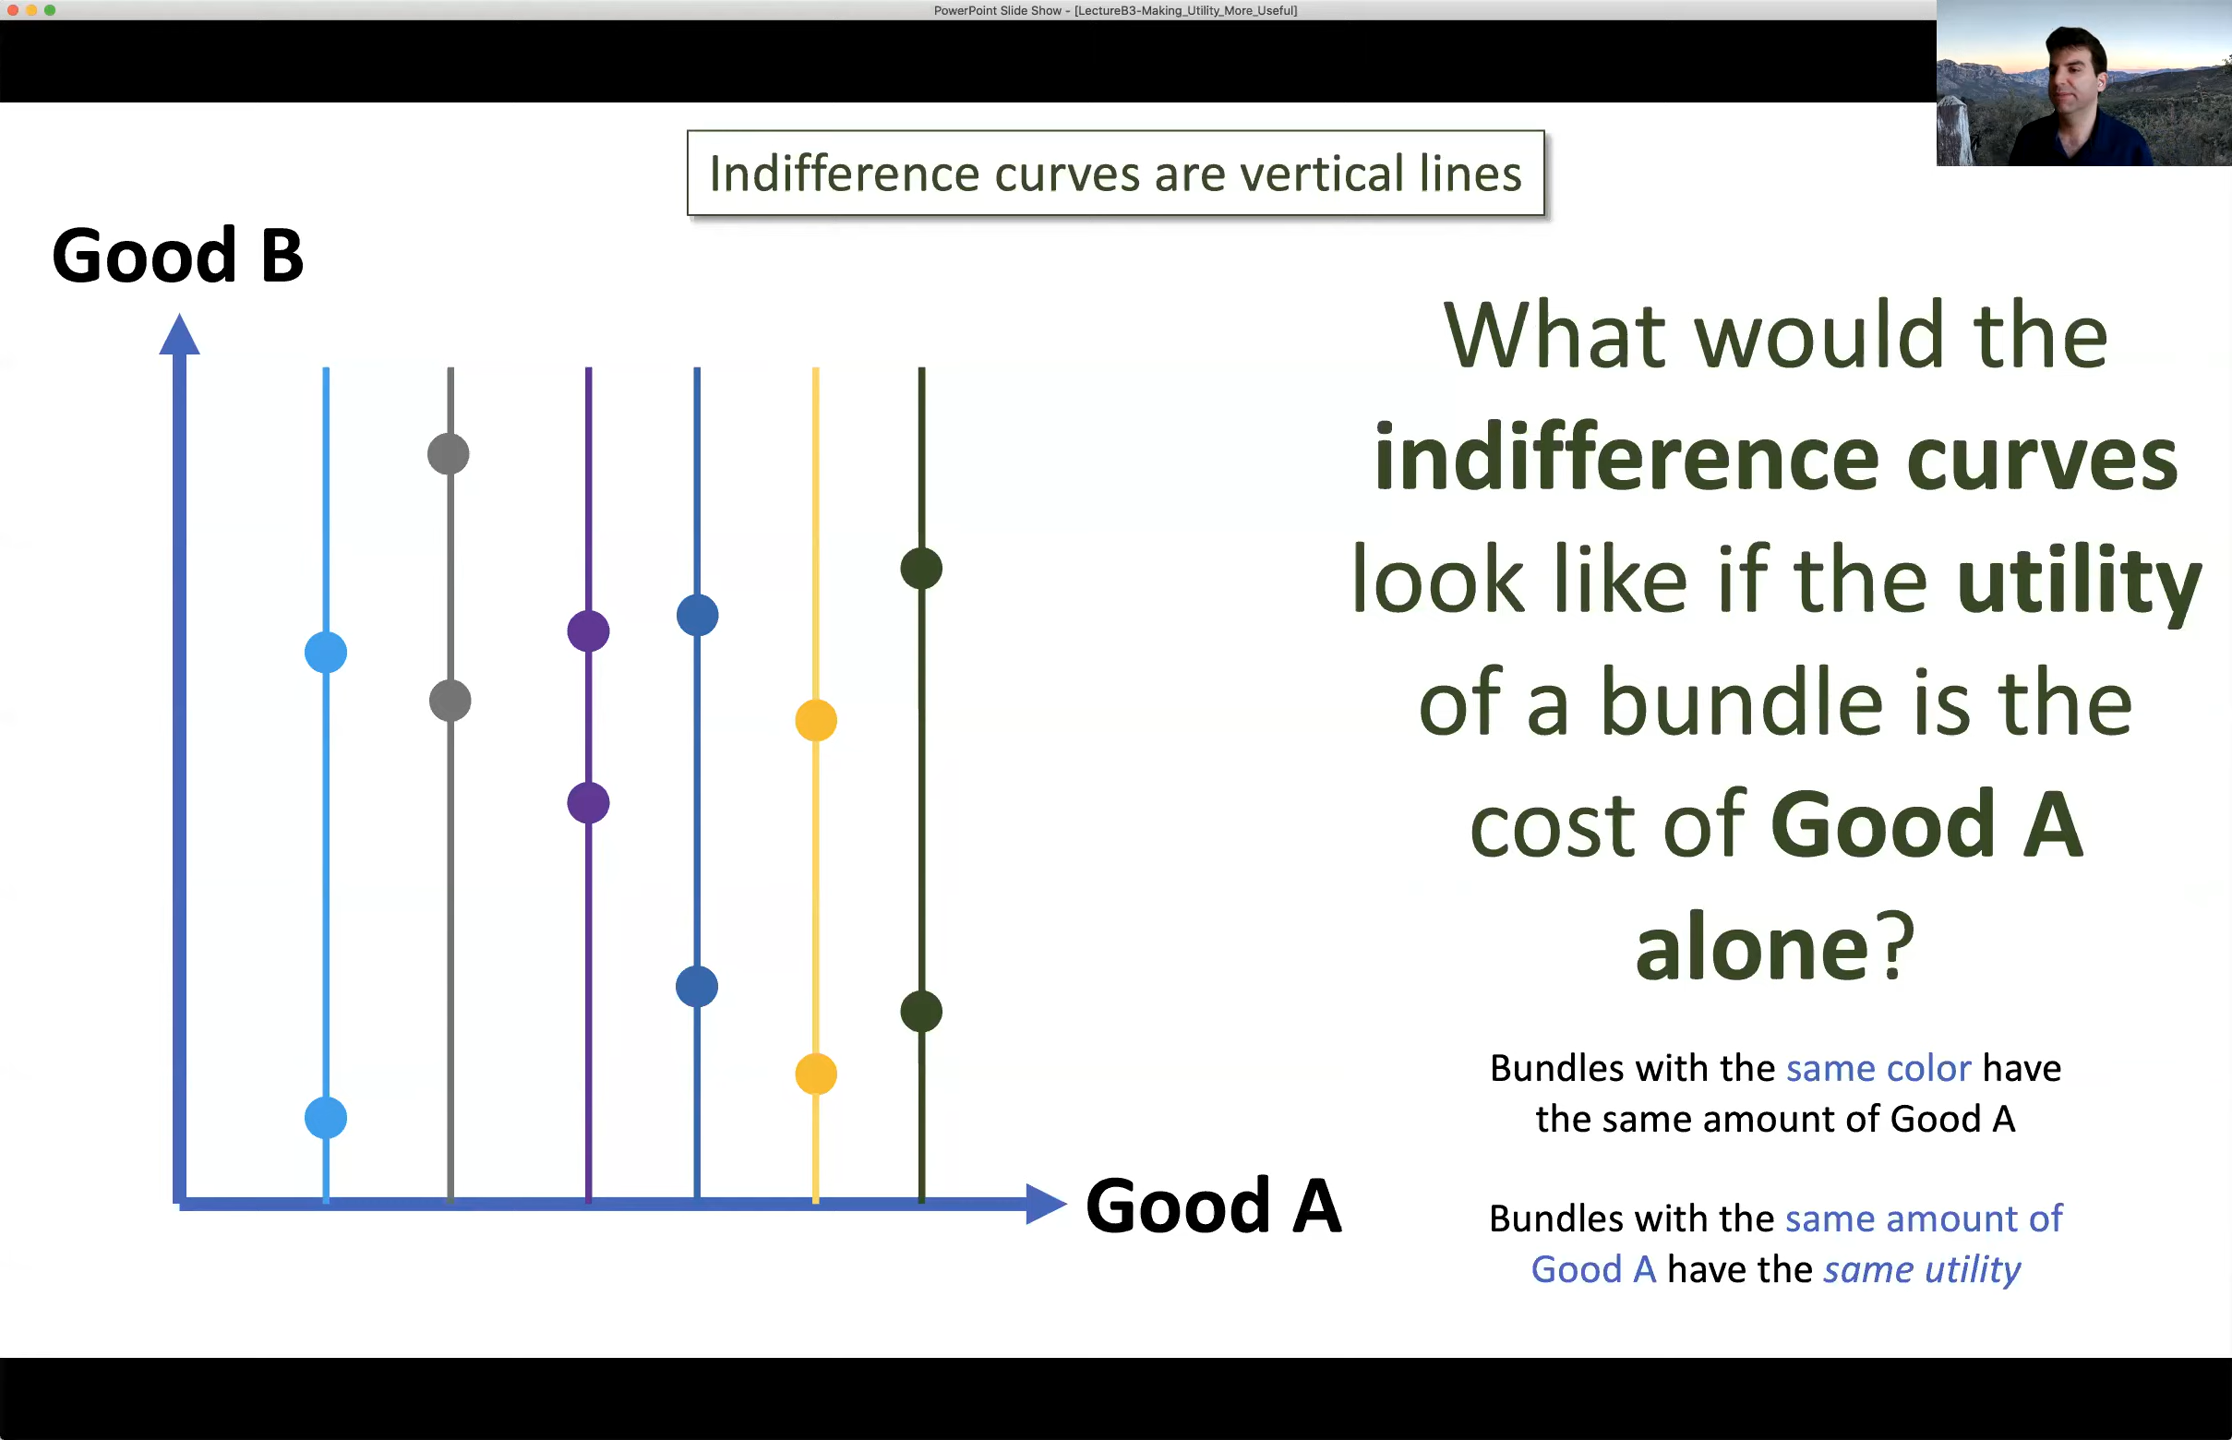 PowerPoint Slide Show - [LectureB3-Making_Utility_More_Useful]
Indifference curves are vertical lines
Good B
What would the
indifference curves
look like if the utility
of a bundle is the
cost of Good A
alone?
Bundles with the same color have
the same amount of Good A
Good A
Bundles with the same amount of
Good A have the same utility